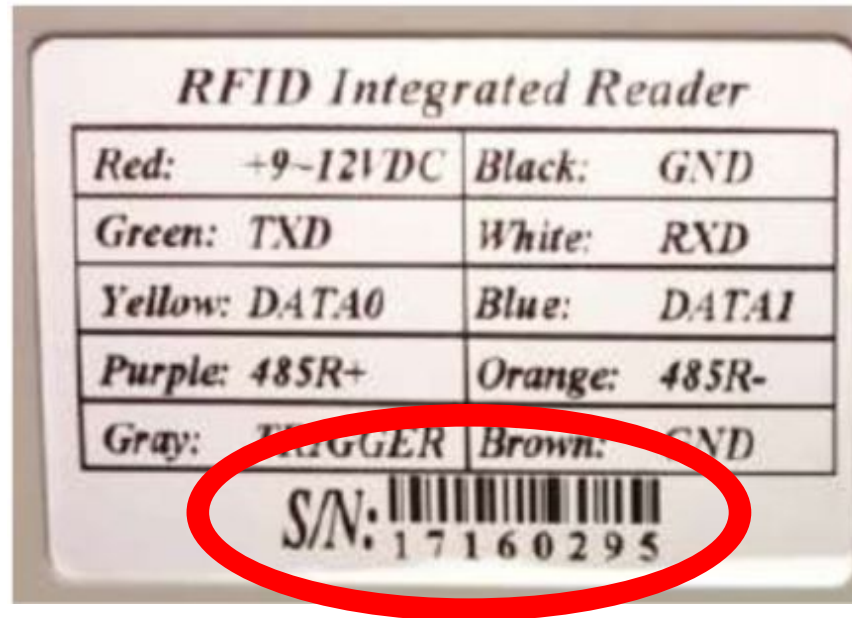 RFID Integrated Reader
Red: +9~12VDC Black: GND
Green: TXD White: RXD
Yellow: DATA0 Blue: DATA1
Purple: 485R+ Orange: 485R-
Gray: TRIGGER Brown: GND
S/N: 17160295